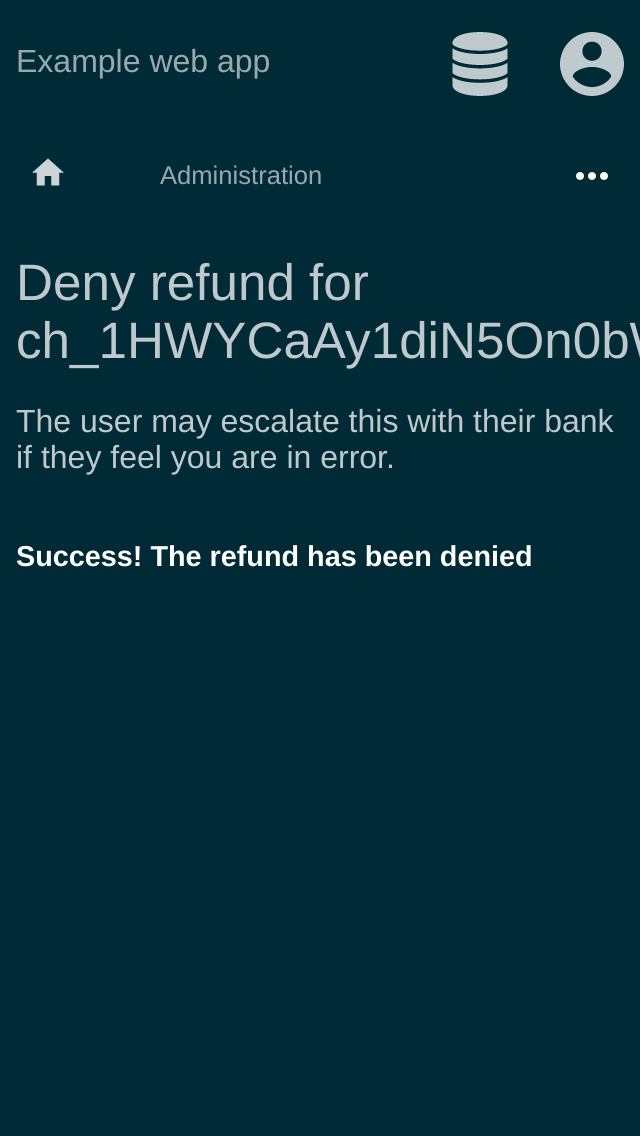 Example web app
Administration
Deny refund for
ch_1HWYCaAy1diN5On0b
The user may escalate this with their bank
if they feel you are in error.
Success! The refund has been denied